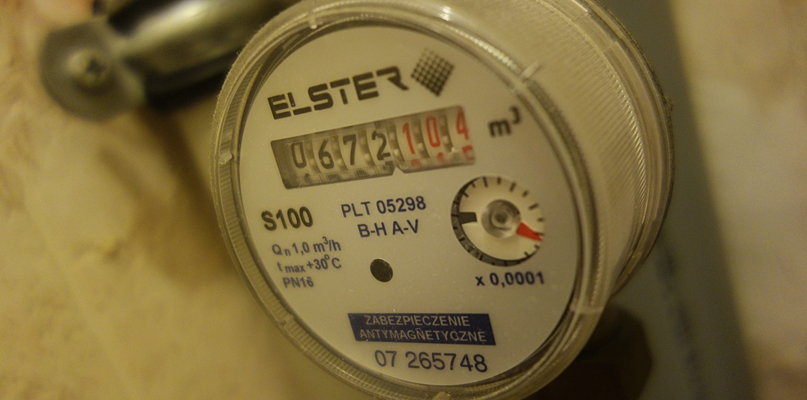 ELSTER
0672104 m³
S100
PLT 05298
B-H A-V
Qn 1,0 m³/h
tmax+30°C
PN16
x 0,0001
ZABEZPIECZENIE
ANTYMAGNETYCZNE
07 265748